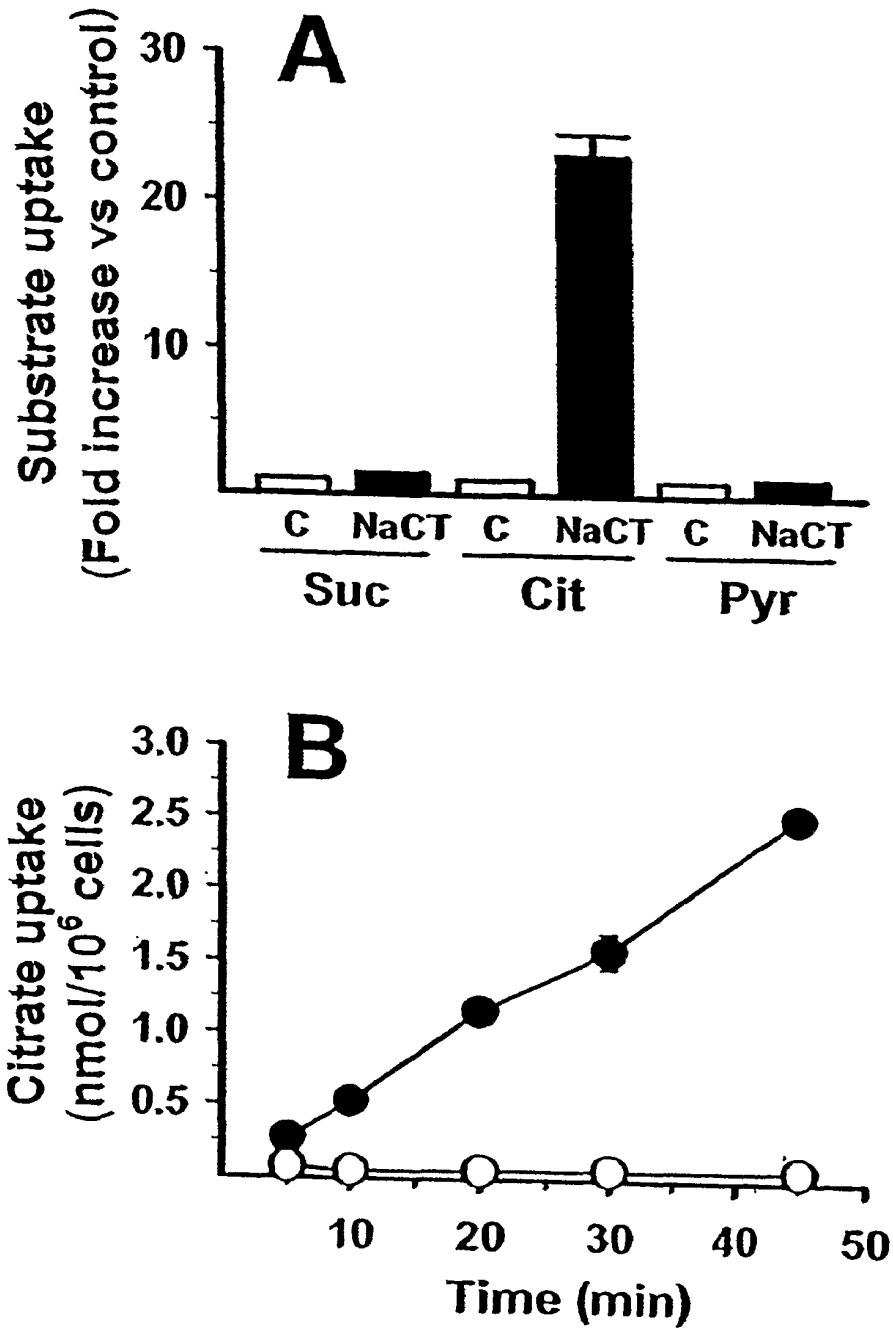 A
Substrate uptake
(Fold increase vs control)
30
20
10
C NaCT C NaCT C NaCT
Suc Cit Pyr
B
Citrate uptake
(nmol/10⁶ cells)
3.0
2.5
2.0
1.5
1.0
0.5
10 20 30 40 50
Time (min)